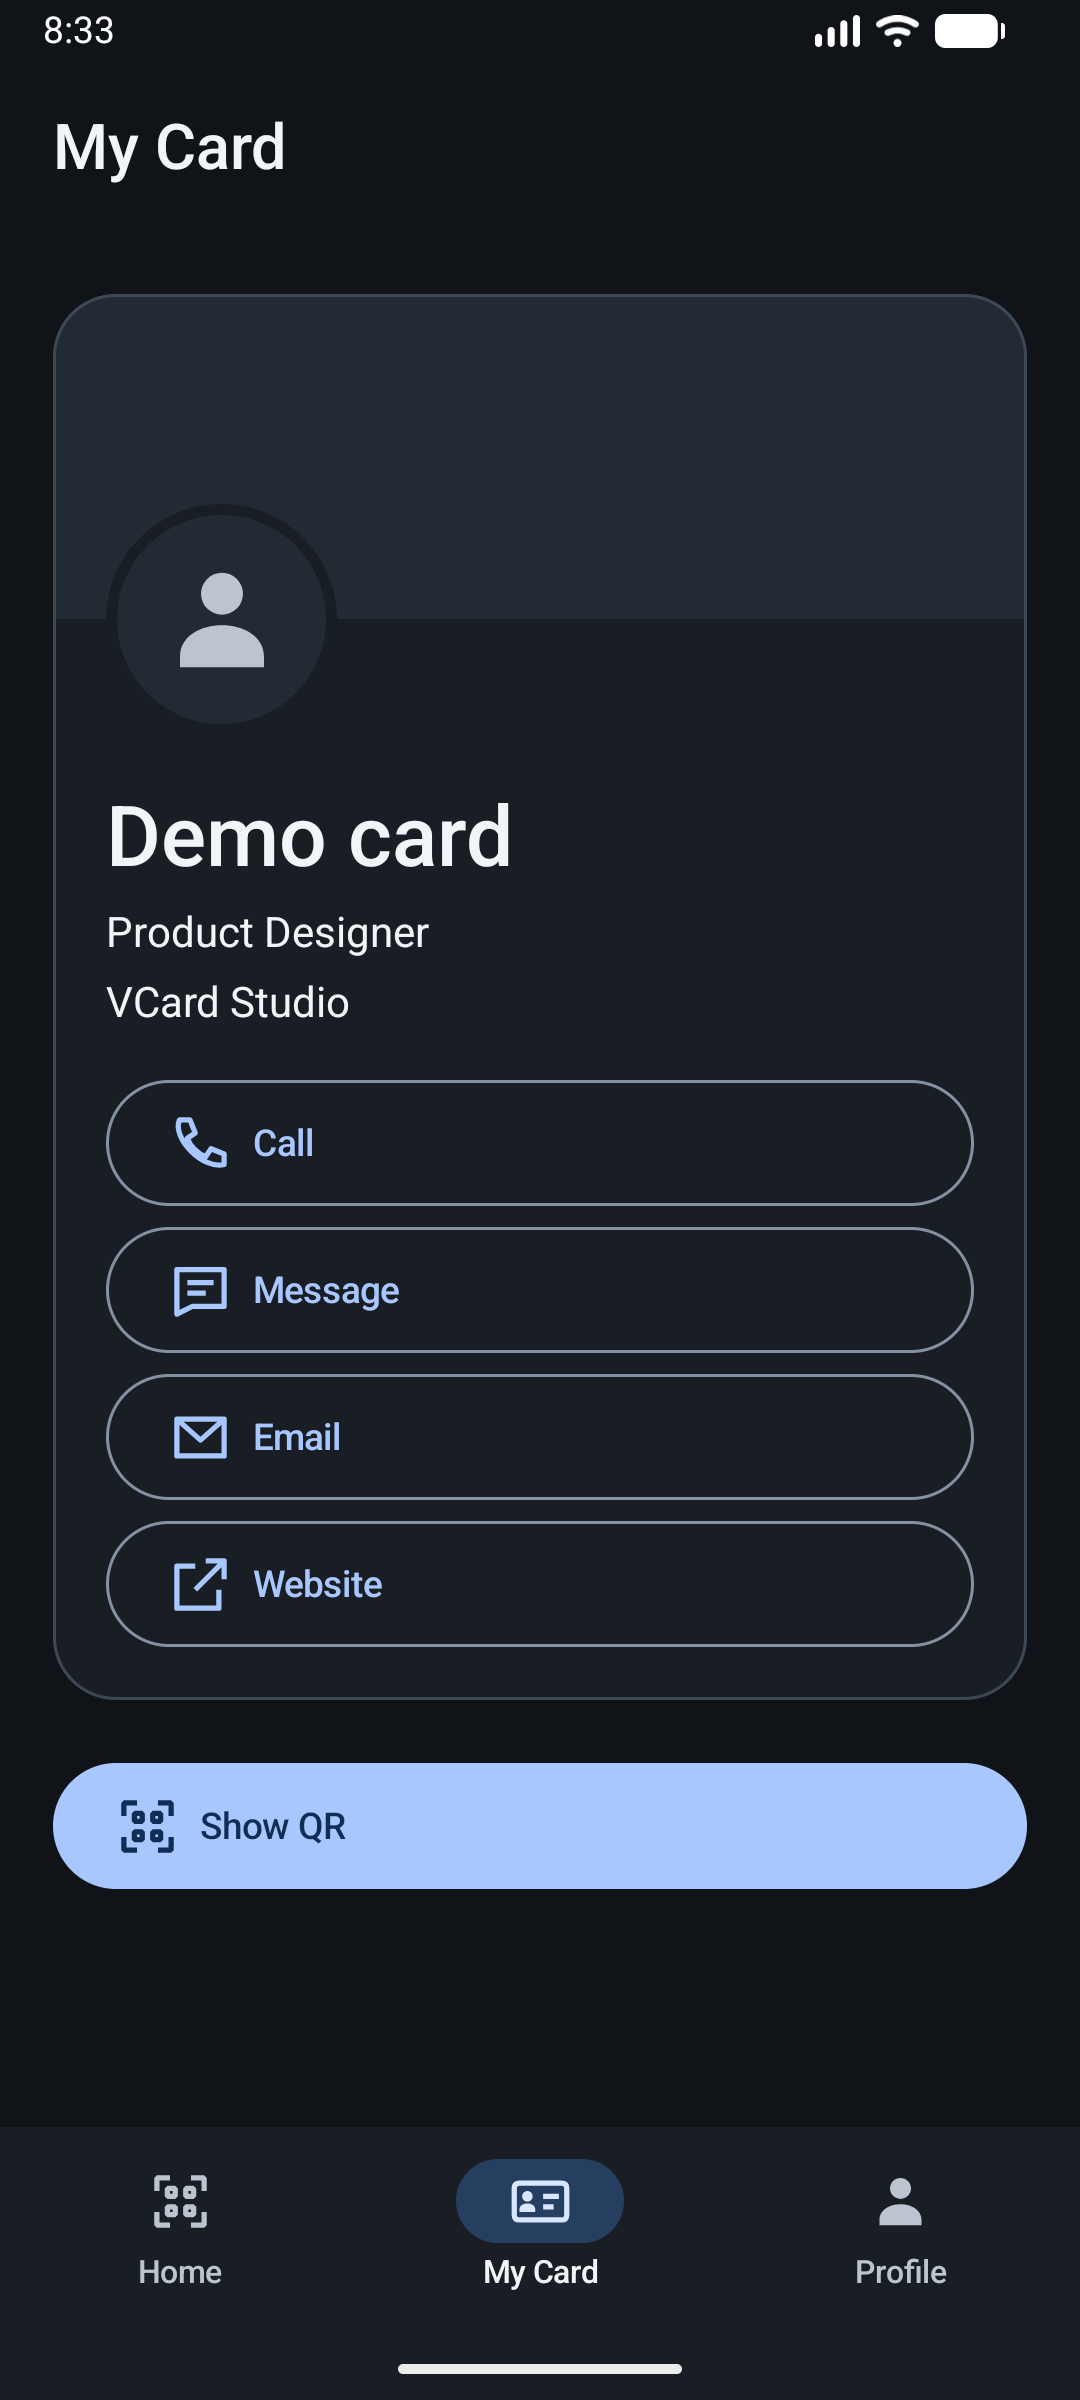 8:33
My Card
Demo card
Product Designer
VCard Studio
Call
Message
Email
Website
Show QR
Home
My Card
Profile